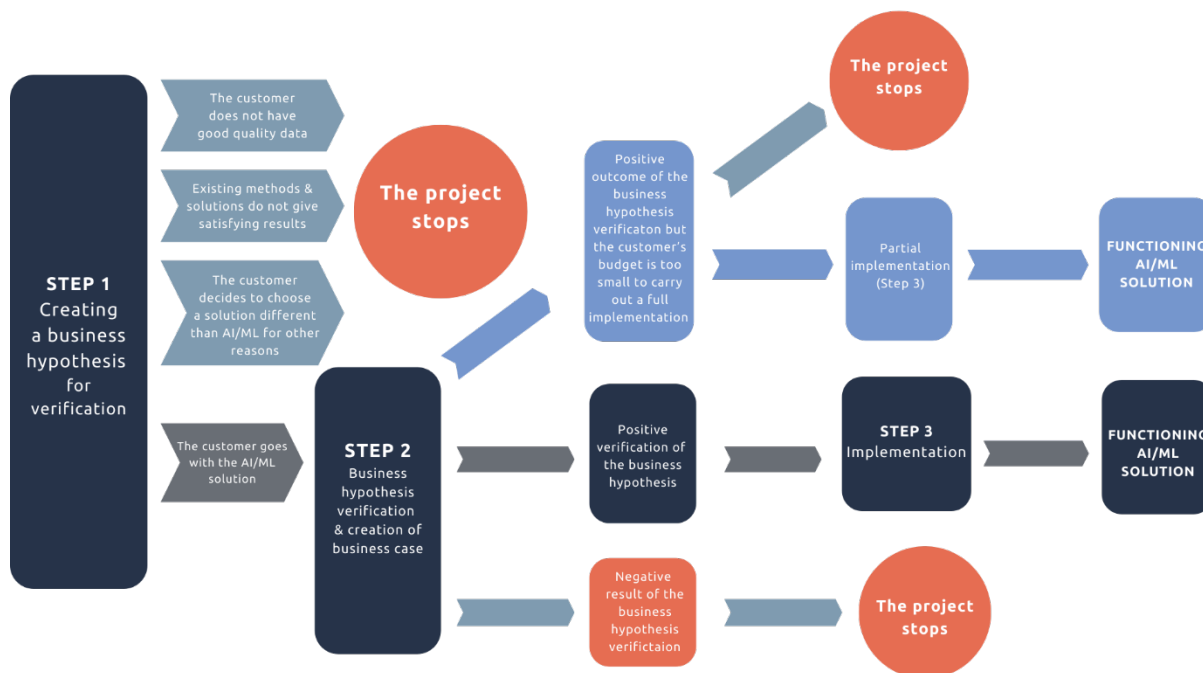 STEP 1
Creating
a business
hypothesis
for
verification
The customer
does not have
good quality data
Existing methods &
solutions do not give
satisfying results
The customer
decides to choose
a solution different
than AI/ML for other
reasons
The project
stops
The customer goes
with the AI/ML
solution
STEP 2
Business
hypothesis
verification
& creation of
business case
Positive
outcome of the
business
hypothesis
verificaton but
the customer's
budget is too
small to carry
out a full
implementation
The project
stops
Partial
implementation
(Step 3)
FUNCTIONING
AI/ML
SOLUTION
Positive
verification of
the business
hypothesis
STEP 3
Implementation
FUNCTIONING
AI/ML
SOLUTION
Negative
result of the
business
hypothesis
verifictaion
The project
stops